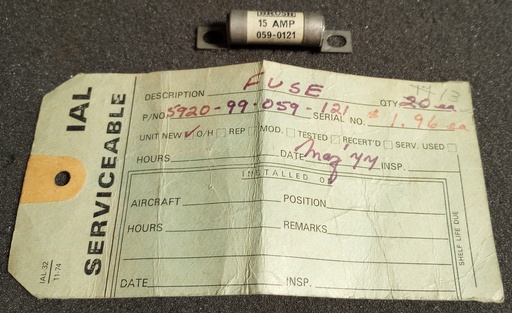 BRUSH
15 AMP
059-0121
IAL
SERVICEABLE
IAL-32
11-74
DESCRIPTION FUSE QTY 20 ea
P/NO. 5920-99-059-121 SERIAL NO. $1.96 ea
UNIT NEW ✓ O/H REP MOD. TESTED RECERT'D SERV. USED
HOURS DATE INSP.
INSTALLED ON
AIRCRAFT POSITION
HOURS REMARKS
DATE INSP.
SHELF LIFE DUE